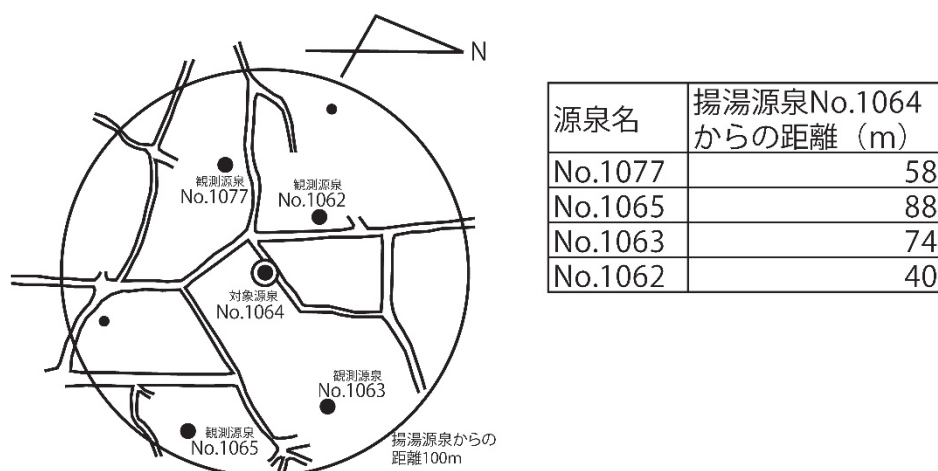 N
観測源泉
No.1077
観測源泉
No.1062
対象源泉
No.1064
観測源泉
No.1063
観測源泉
No.1065
揚湯源泉からの
距離100m
源泉名
揚湯源泉No.1064
からの距離（m）
No.1077 58
No.1065 88
No.1063 74
No.1062 40